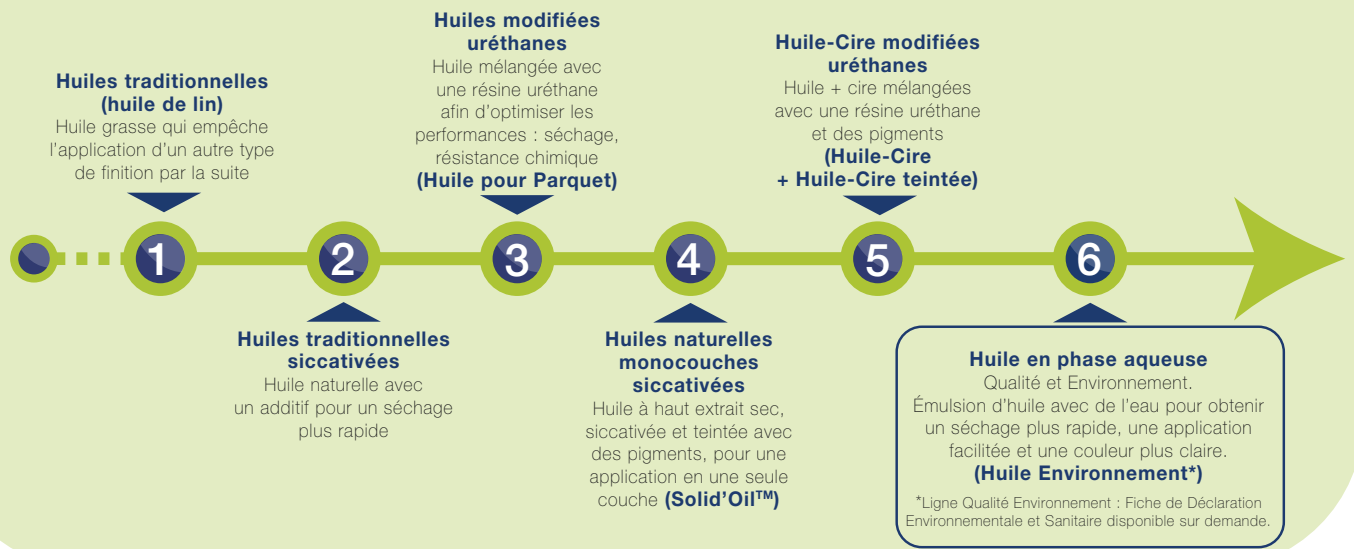 Huiles traditionnelles
(huile de lin)
Huile grasse qui empêche
l'application d'un autre type
de finition par la suite
Huiles modifiées
uréthanes
Huile mélangée avec
une résine uréthane
afin d'optimiser les
performances : séchage,
résistance chimique
(Huile pour Parquet)
Huile-Cire modifiées
uréthanes
Huile + cire mélangées
avec une résine uréthane
et des pigments
(Huile-Cire
+ Huile-Cire teintée)
1
2
3
4
5
6
Huiles traditionnelles
siccativées
Huile naturelle avec
un additif pour un séchage
plus rapide
Huiles naturelles
monocouches
siccativées
Huile à haut extrait sec,
siccativée et teintée avec
des pigments, pour une
application en une seule
couche (Solid'Oil™)
Huile en phase aqueuse
Qualité et Environnement.
Émulsion d'huile avec de l'eau pour obtenir
un séchage plus rapide, une application
facilitée et une couleur plus claire.
(Huile Environnement*)
*Ligne Qualité Environnement : Fiche de Déclaration
Environnementale et Sanitaire disponible sur demande.